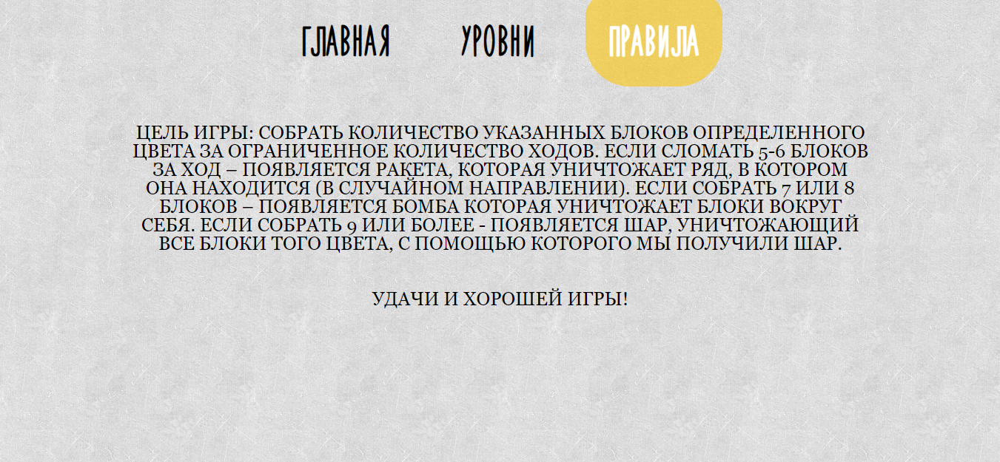 ГЛАВНАЯ УРОВНИ ПРАВИЛА
ЦЕЛЬ ИГРЫ: СОБРАТЬ КОЛИЧЕСТВО УКАЗАННЫХ БЛОКОВ ОПРЕДЕЛЕННОГО
ЦВЕТА ЗА ОГРАНИЧЕННОЕ КОЛИЧЕСТВО ХОДОВ. ЕСЛИ СЛОМАТЬ 5-6 БЛОКОВ
ЗА ХОД – ПОЯВЛЯЕТСЯ РАКЕТА, КОТОРАЯ УНИЧТОЖАЕТ РЯД, В КОТОРОМ
ОНА НАХОДИТСЯ (В СЛУЧАЙНОМ НАПРАВЛЕНИИ). ЕСЛИ СОБРАТЬ 7 ИЛИ 8
БЛОКОВ – ПОЯВЛЯЕТСЯ БОМБА КОТОРАЯ УНИЧТОЖАЕТ БЛОКИ ВОКРУГ
СЕБЯ. ЕСЛИ СОБРАТЬ 9 ИЛИ БОЛЕЕ - ПОЯВЛЯЕТСЯ ШАР, УНИЧТОЖАЮЩИЙ
ВСЕ БЛОКИ ТОГО ЦВЕТА, С ПОМОЩЬЮ КОТОРОГО МЫ ПОЛУЧИЛИ ШАР.
УДАЧИ И ХОРОШЕЙ ИГРЫ!